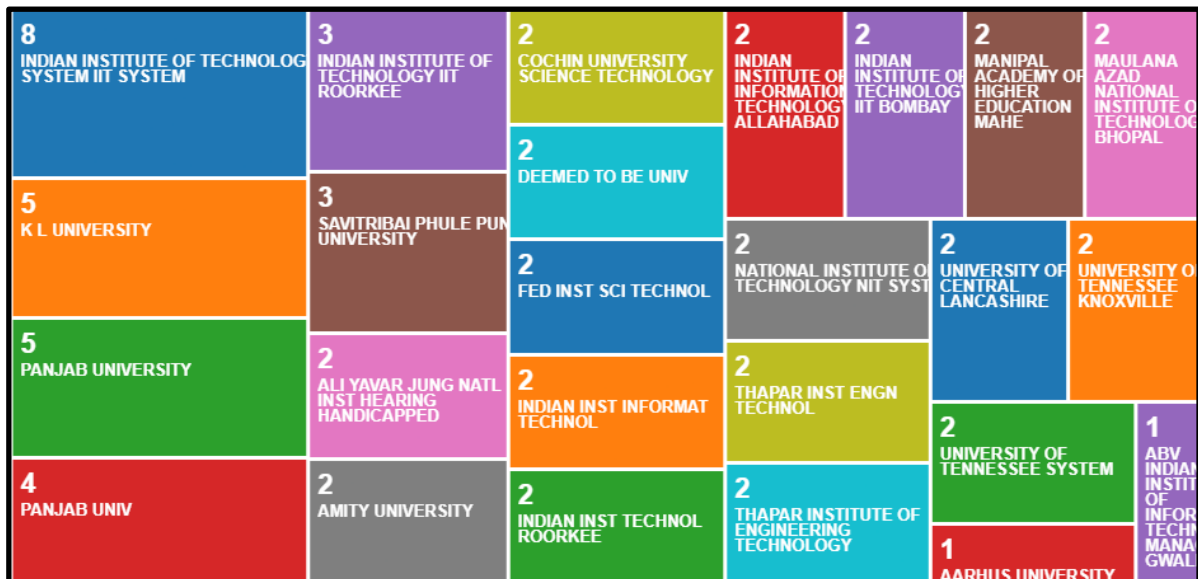 8
INDIAN INSTITUTE OF TECHNOLOG
SYSTEM IIT SYSTEM
5
K L UNIVERSITY
5
PANJAB UNIVERSITY
4
PANJAB UNIV
3
INDIAN INSTITUTE OF
TECHNOLOGY IIT
ROORKEE
3
SAVITRIBAI PHULE PUN
UNIVERSITY
2
ALI YAVAR JUNG NATL
INST HEARING
HANDICAPPED
2
AMITY UNIVERSITY
2
COCHIN UNIVERSITY
SCIENCE TECHNOLOGY
2
DEEMED TO BE UNIV
2
FED INST SCI TECHNOL
2
INDIAN INST INFORMAT
TECHNOL
2
INDIAN INST TECHNOL
ROORKEE
2
INDIAN
INSTITUTE OF
INFORMATION
TECHNOLOGY
ALLAHABAD
2
INDIAN
INSTITUTE OF
TECHNOLOGY
IIT BOMBAY
2
MANIPAL
ACADEMY OF
HIGHER
EDUCATION
MAHE
2
MAULANA
AZAD
NATIONAL
INSTITUTE O
TECHNOLOG
BHOPAL
2
NATIONAL INSTITUTE O
TECHNOLOGY NIT SYST
2
THAPAR INST ENGN
TECHNOL
2
THAPAR INSTITUTE OF
ENGINEERING
TECHNOLOGY
2
UNIVERSITY OF
CENTRAL
LANCASHIRE
2
UNIVERSITY O
TENNESSEE
KNOXVILLE
2
UNIVERSITY OF
TENNESSEE SYSTEM
1
AARHUS UNIVERSITY
1
ABV
INDIAN
INSTIT
OF
INFOR
TECHN
MANA
GWAL